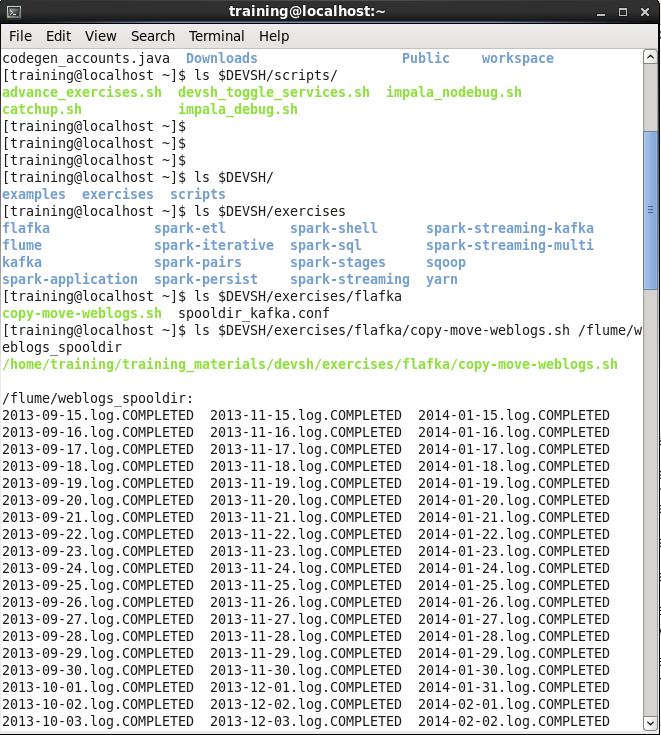 training@localhost:~
File Edit View Search Terminal Help
codegen_accounts.java  Downloads                  Public    workspace
[training@localhost ~]$ ls $DEVSH/scripts/
advance_exercises.sh  devsh_toggle_services.sh  impala_nodebug.sh
catchup.sh            impala_debug.sh
[training@localhost ~]$
[training@localhost ~]$
[training@localhost ~]$
[training@localhost ~]$ ls $DEVSH/
examples  exercises  scripts
[training@localhost ~]$ ls $DEVSH/exercises
flafka             spark-etl        spark-shell      spark-streaming-kafka
flume              spark-iterative  spark-sql        spark-streaming-multi
kafka              spark-pairs      spark-stages     sqoop
spark-application  spark-persist    spark-streaming  yarn
[training@localhost ~]$ ls $DEVSH/exercises/flafka
copy-move-weblogs.sh  spooldir_kafka.conf
[training@localhost ~]$ ls $DEVSH/exercises/flafka/copy-move-weblogs.sh /flume/w
eblogs_spooldir
/home/training/training_materials/devsh/exercises/flafka/copy-move-weblogs.sh
/flume/weblogs_spooldir:
2013-09-15.log.COMPLETED  2013-11-15.log.COMPLETED  2014-01-15.log.COMPLETED
2013-09-16.log.COMPLETED  2013-11-16.log.COMPLETED  2014-01-16.log.COMPLETED
2013-09-17.log.COMPLETED  2013-11-17.log.COMPLETED  2014-01-17.log.COMPLETED
2013-09-18.log.COMPLETED  2013-11-18.log.COMPLETED  2014-01-18.log.COMPLETED
2013-09-19.log.COMPLETED  2013-11-19.log.COMPLETED  2014-01-19.log.COMPLETED
2013-09-20.log.COMPLETED  2013-11-20.log.COMPLETED  2014-01-20.log.COMPLETED
2013-09-21.log.COMPLETED  2013-11-21.log.COMPLETED  2014-01-21.log.COMPLETED
2013-09-22.log.COMPLETED  2013-11-22.log.COMPLETED  2014-01-22.log.COMPLETED
2013-09-23.log.COMPLETED  2013-11-23.log.COMPLETED  2014-01-23.log.COMPLETED
2013-09-24.log.COMPLETED  2013-11-24.log.COMPLETED  2014-01-24.log.COMPLETED
2013-09-25.log.COMPLETED  2013-11-25.log.COMPLETED  2014-01-25.log.COMPLETED
2013-09-26.log.COMPLETED  2013-11-26.log.COMPLETED  2014-01-26.log.COMPLETED
2013-09-27.log.COMPLETED  2013-11-27.log.COMPLETED  2014-01-27.log.COMPLETED
2013-09-28.log.COMPLETED  2013-11-28.log.COMPLETED  2014-01-28.log.COMPLETED
2013-09-29.log.COMPLETED  2013-11-29.log.COMPLETED  2014-01-29.log.COMPLETED
2013-09-30.log.COMPLETED  2013-11-30.log.COMPLETED  2014-01-30.log.COMPLETED
2013-10-01.log.COMPLETED  2013-12-01.log.COMPLETED  2014-01-31.log.COMPLETED
2013-10-02.log.COMPLETED  2013-12-02.log.COMPLETED  2014-02-01.log.COMPLETED
2013-10-03.log.COMPLETED  2013-12-03.log.COMPLETED  2014-02-02.log.COMPLETED